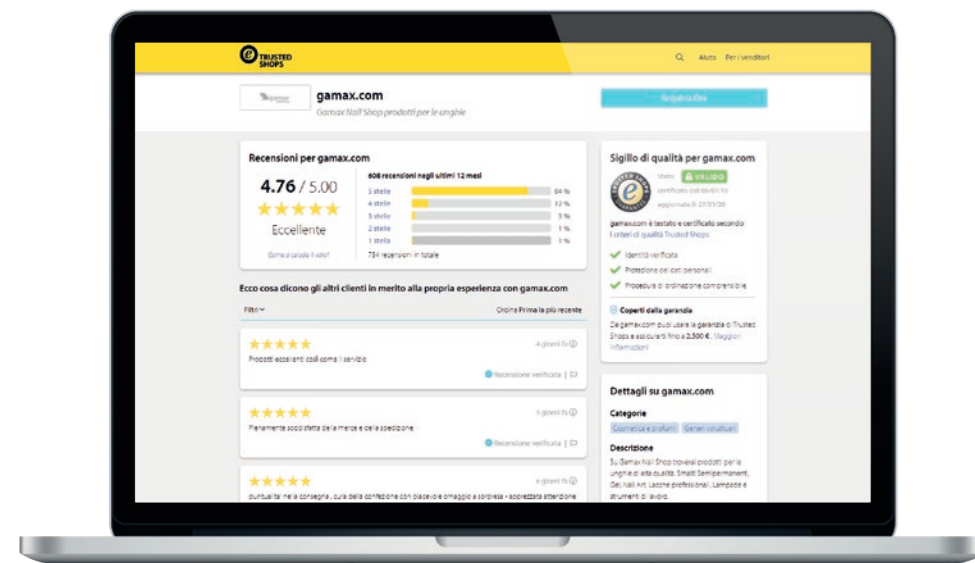 TRUSTED
SHOPS
Aiuto Per i venditori
gamax
gamax.com
Gamax Nail Shop prodotti per le unghie
Recensioni per gamax.com
4.76 / 5.00
Eccellente
Come si calcola il voto?
608 recensioni negli ultimi 12 mesi
5 stelle 84 %
4 stelle 12 %
3 stelle 3 %
2 stelle 1 %
1 stella 1 %
784 recensioni in totale
Ecco cosa dicono gli altri clienti in merito alla propria esperienza con gamax.com
Filtri
Ordina Prima la più recente
4 giorni fa
Prodotti eccellenti così come il servizio
Recensione verificata
5 giorni fa
Pienamente soddisfatta della merce e della spedizione
Recensione verificata
6 giorni fa
puntualita' nella consegna, cura della confezione con piacevole omaggio a sorpresa - apprezzata attenzione
Sigillo di qualità per gamax.com
TRUSTED SHOPS
GUARANTEE
Stato: VALIDO
gamax.com è testato e certificato secondo
i criteri di qualità Trusted Shops
Identità verificata
Protezione dei dati personali
Procedura di ordinazione comprensibile
Coperti dalla garanzia
Da gamax.com puoi usare la garanzia di Trusted
Shops e assicurarti fino a 2.500 €. Maggiori
informazioni
Dettagli su gamax.com
Categorie
Cosmetica e profumi Generi voluttuari
Descrizione
Su Gamax Nail Shop troverai prodotti per le
unghie di alta qualità. Smalti Semipermanenti,
Gel, Nail Art, Lacche professional, Lampade e
strumenti di lavoro.